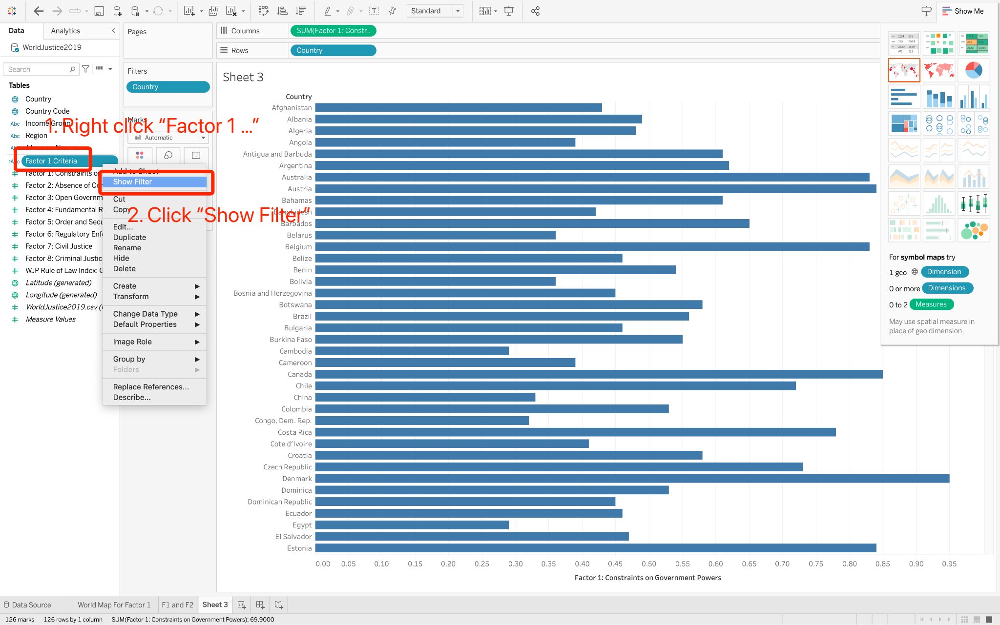 Standard
Show Me
Data
Analytics
Pages
Columns
SUM(Factor 1: Constr..
WorldJustice2019
Rows
Country
Search
Filters
Country
Sheet 3
Tables
Country
Country
Country Code
Income Group
Region
Measure Names
Marks
Automatic
1. Right click “Factor 1 ...”
Factor 1 Criteria
Factor 1: Constraints o
Factor 2: Absence of Co
Factor 3: Open Governm
Factor 4: Fundamental R
Factor 5: Order and Secu
Factor 6: Regulatory Enf
Factor 7: Civil Justice
Factor 8: Criminal Justic
WJP Rule of Law Index: O
Latitude (generated)
Longitude (generated)
WorldJustice2019.csv (
Measure Values
Add to Sheet
Show Filter
2. Click “Show Filter”
Cut
Copy
Edit...
Duplicate
Rename
Hide
Delete
Create
Transform
Change Data Type
Default Properties
Image Role
Group by
Folders
Replace References...
Describe...
Afghanistan
Albania
Algeria
Angola
Antigua and Barbuda
Argentina
Australia
Austria
Bahamas
Bangladesh
Barbados
Belarus
Belgium
Belize
Benin
Bolivia
Bosnia and Herzegovina
Botswana
Brazil
Bulgaria
Burkina Faso
Cambodia
Cameroon
Canada
Chile
China
Colombia
Congo, Dem. Rep.
Costa Rica
Cote d’Ivoire
Croatia
Czech Republic
Denmark
Dominica
Dominican Republic
Ecuador
Egypt
El Salvador
Estonia
0.00 0.05 0.10 0.15 0.20 0.25 0.30 0.35 0.40 0.45 0.50 0.55 0.60 0.65 0.70 0.75 0.80 0.85 0.90 0.95
Factor 1: Constraints on Government Powers
For symbol maps try
1 geo Dimension
0 or more Dimensions
0 to 2 Measures
May use spatial measure in
place of geo dimension
Data Source
World Map For Factor 1
F1 and F2
Sheet 3
126 marks
126 rows by 1 column
SUM(Factor 1: Constraints on Government Powers): 69.9000